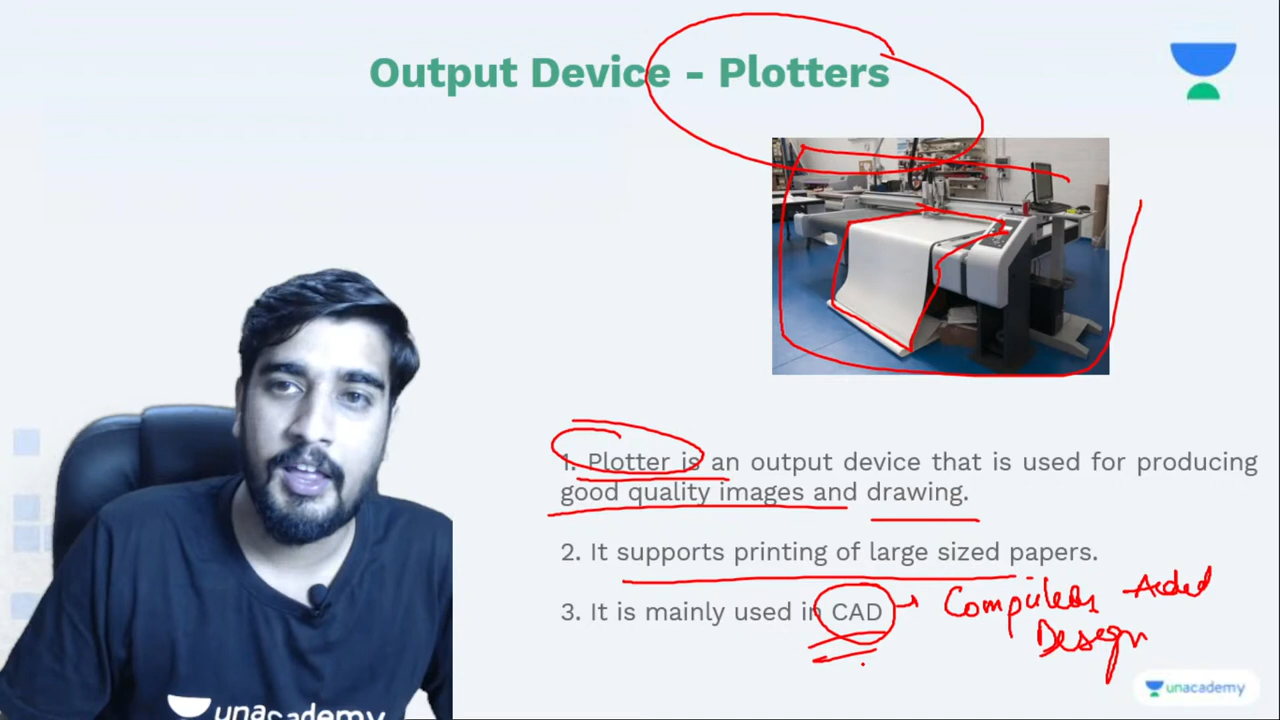 Output Device - Plotters
1. Plotter is an output device that is used for producing
good quality images and drawing.
2. It supports printing of large sized papers.
3. It is mainly used in CAD
Computer Aided
Design
unacademy
unacademy